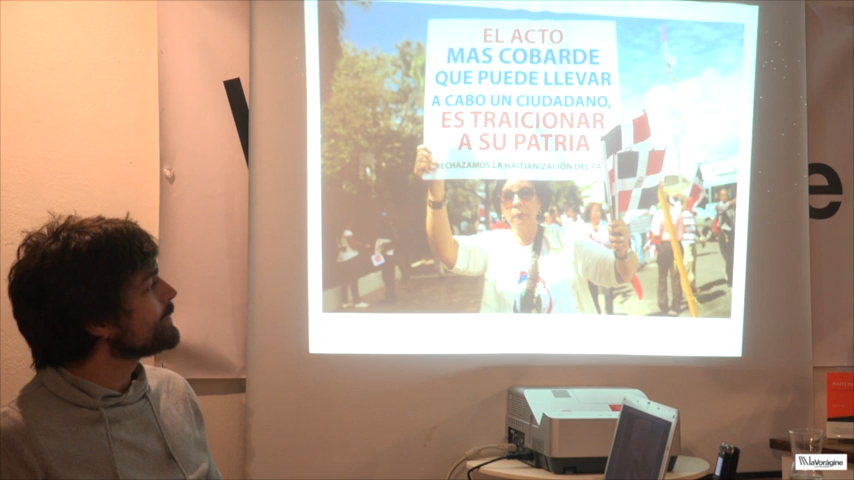 EL ACTO
MAS COBARDE
QUE PUEDE LLEVAR
A CABO UN CIUDADANO,
ES TRAICIONAR
A SU PATRIA
RECHAZAMOS LA HAITIANIZACIÓN DEL
laVorágine